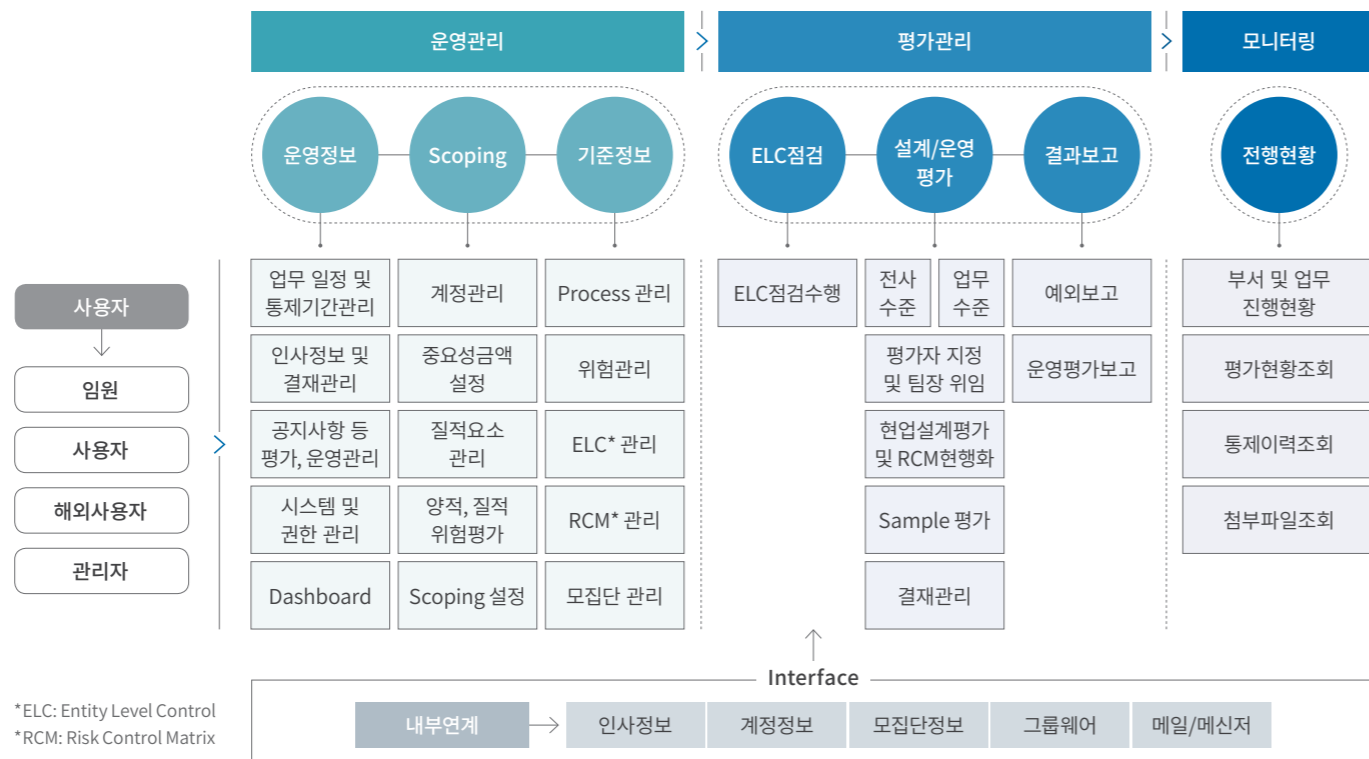 운영관리
평가관리
모니터링
운영정보
Scoping
기준정보
ELC점검
설계/운영
평가
결과보고
전행현황
사용자
임원
사용자
해외사용자
관리자
업무 일정 및
통제기간관리
인사정보 및
결재관리
공지사항 등
평가, 운영관리
시스템 및
권한 관리
Dashboard
계정관리
중요성금액
설정
질적요소
관리
양적, 질적
위험평가
Scoping 설정
Process 관리
위험관리
ELC* 관리
RCM* 관리
모집단 관리
ELC점검수행
전사
수준
업무
수준
평가자 지정
및 팀장 위임
현업설계평가
및 RCM현행화
Sample 평가
결재관리
예외보고
운영평가보고
부서 및 업무
진행현황
평가현황조회
통제이력조회
첨부파일조회
Interface
내부연계
인사정보
계정정보
모집단정보
그룹웨어
메일/메신저
*ELC: Entity Level Control
*RCM: Risk Control Matrix